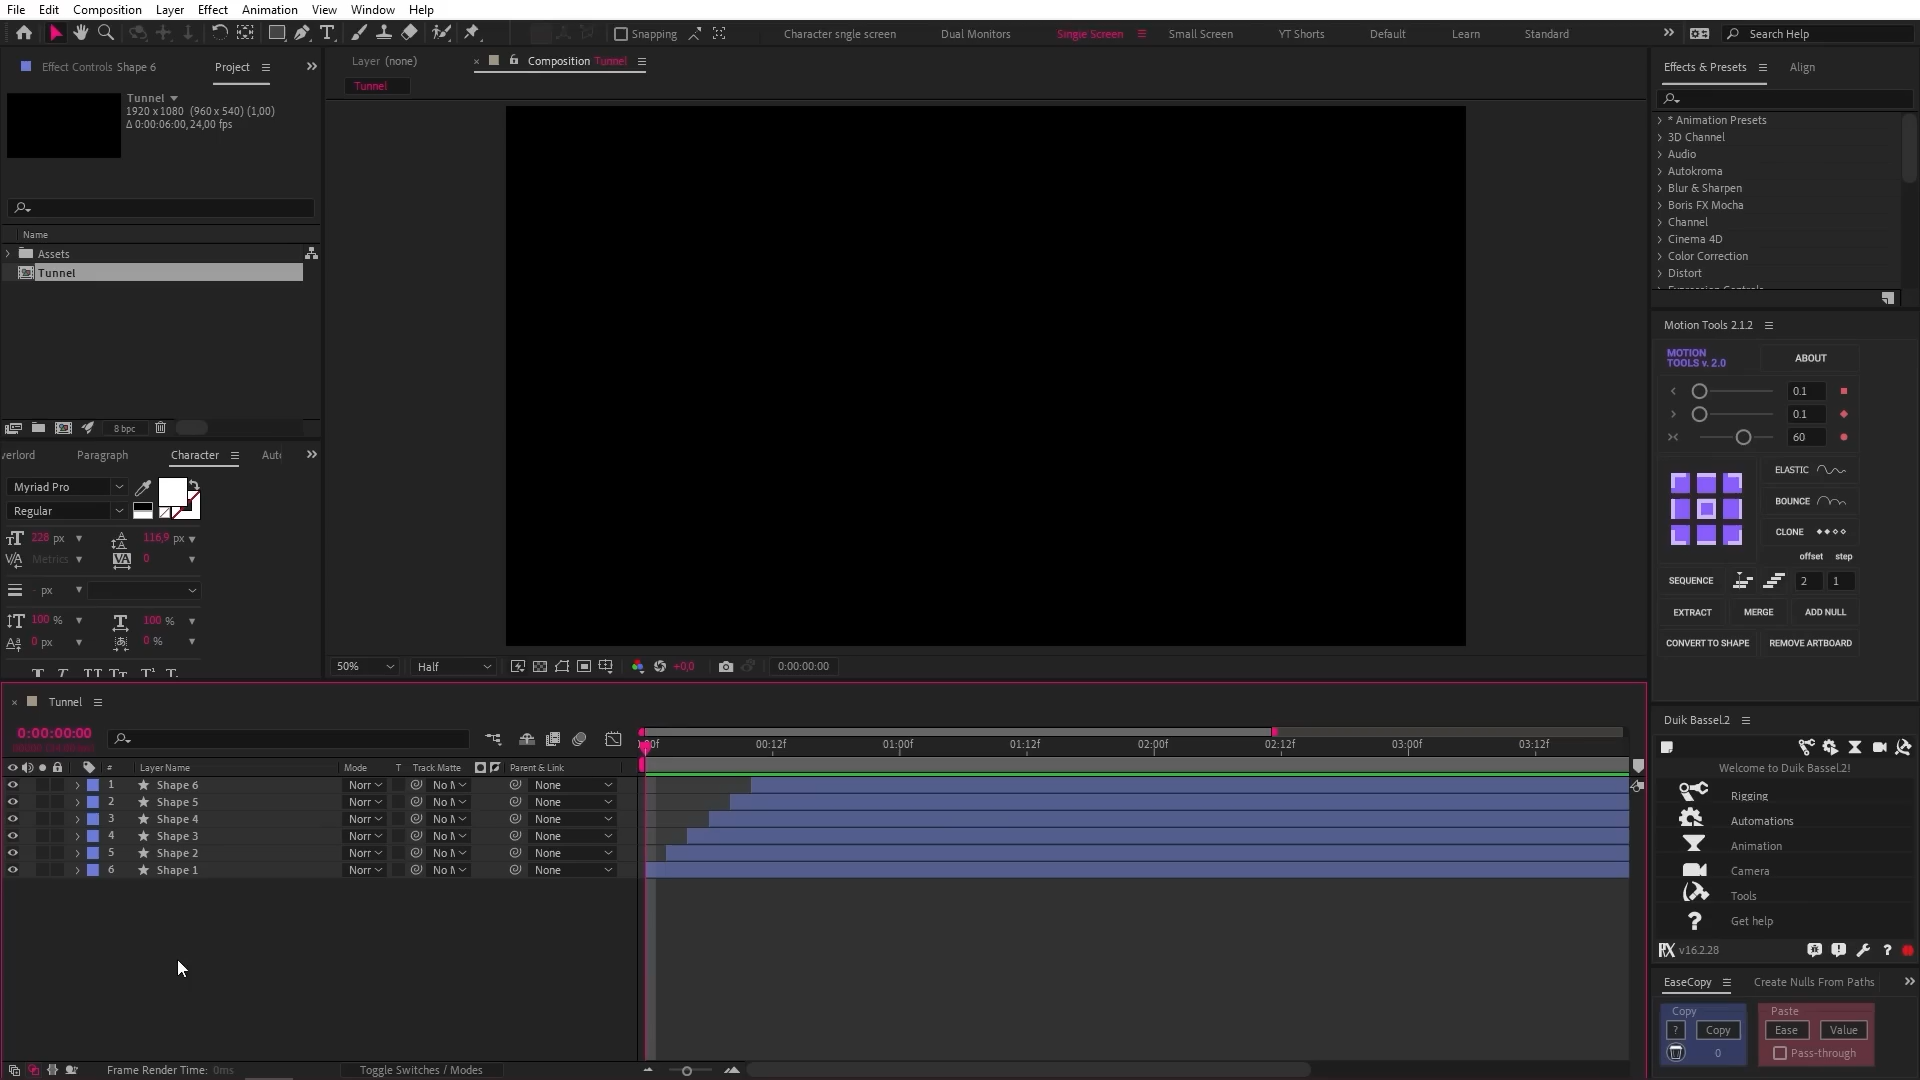 File Edit Composition Layer Effect Animation View Window Help
Snapping Character sngle screen Dual Monitors Single Screen Small Screen YT Shorts Default Learn Standard Search Help
Effect Controls Shape 6 Project
Tunnel
1920 x 1080 (960 x 540) (1,00)
Δ 0:00:06:00, 24,00 fps
Name
Assets
Tunnel
8 bpc
verlord Paragraph Character
Myriad Pro
Regular
228 px 116,9 px
Metrics 0
- px
100 % 100 %
0 px 0 %
Layer (none) Composition Tunnel
Tunnel
50% Half +0,0 0:00:00:00
Effects & Presets Align
* Animation Presets
3D Channel
Audio
Autokroma
Blur & Sharpen
Boris FX Mocha
Channel
Cinema 4D
Color Correction
Distort
Expression Controls
Motion Tools 2.1.2
MOTION
TOOLS v. 2.0
ABOUT
0.1
0.1
60
ELASTIC
BOUNCE
CLONE
offset step
SEQUENCE 2 1
EXTRACT MERGE ADD NULL
CONVERT TO SHAPE REMOVE ARTBOARD
Duik Bassel.2
Welcome to Duik Bassel.2!
Rigging
Automations
Animation
Camera
Tools
Get help
RX v16.2.28
EaseCopy Create Nulls From Paths
Copy Paste
? Copy Ease Value
0 Pass-through
Tunnel
0:00:00:00
00:12f 01:00f 01:12f 02:00f 02:12f 03:00f 03:12f
# Layer Name Mode T Track Matte Parent & Link
1 Shape 6 Norr No None
2 Shape 5 Norr No None
3 Shape 4 Norr No None
4 Shape 3 Norr No None
5 Shape 2 Norr No None
6 Shape 1 Norr No None
Frame Render Time: 0ms Toggle Switches / Modes